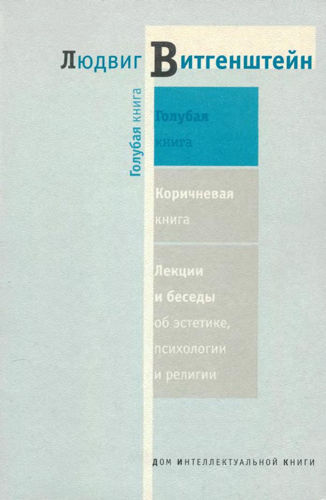 Людвиг Витгенштейн
Голубая книга
Голубая
книга
Коричневая
книга
Лекции
и беседы
об эстетике,
психологии
и религии
Дом интеллектуальной книги